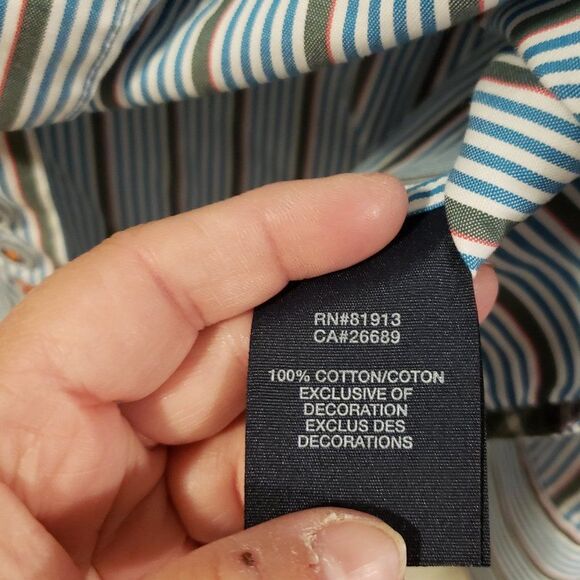 RN#81913
CA#26689
100% COTTON/COTON
EXCLUSIVE OF
DECORATION
EXCLUS DES
DECORATIONS